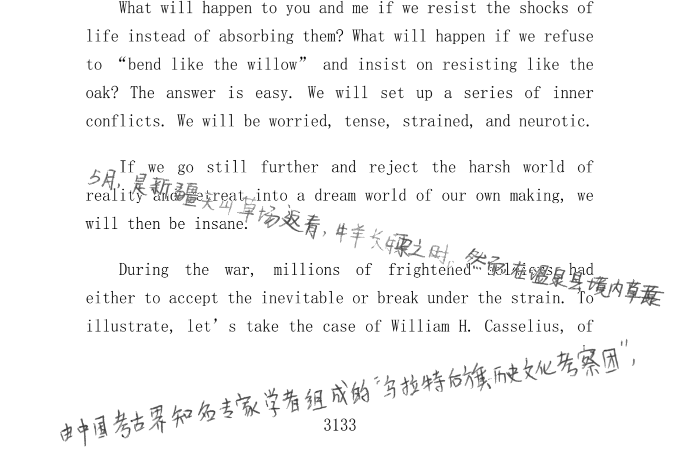 What will happen to you and me if we resist the shocks of
life instead of absorbing them? What will happen if we refuse
to “bend like the willow” and insist on resisting like the
oak? The answer is easy. We will set up a series of inner
conflicts. We will be worried, tense, strained, and neurotic.
If we go still further and reject the harsh world of
reality and retreat into a dream world of our own making, we
will then be insane.
5月，是新疆 草场返青，牛羊长膘之时。然而在温泉县境内草原
During the war, millions of frightened soldiers had
either to accept the inevitable or break under the strain. To
illustrate, let’s take the case of William H. Casselius, of
由中国考古界知名专家学者组成的“乌拉特后旗历史文化考察团”，
3133